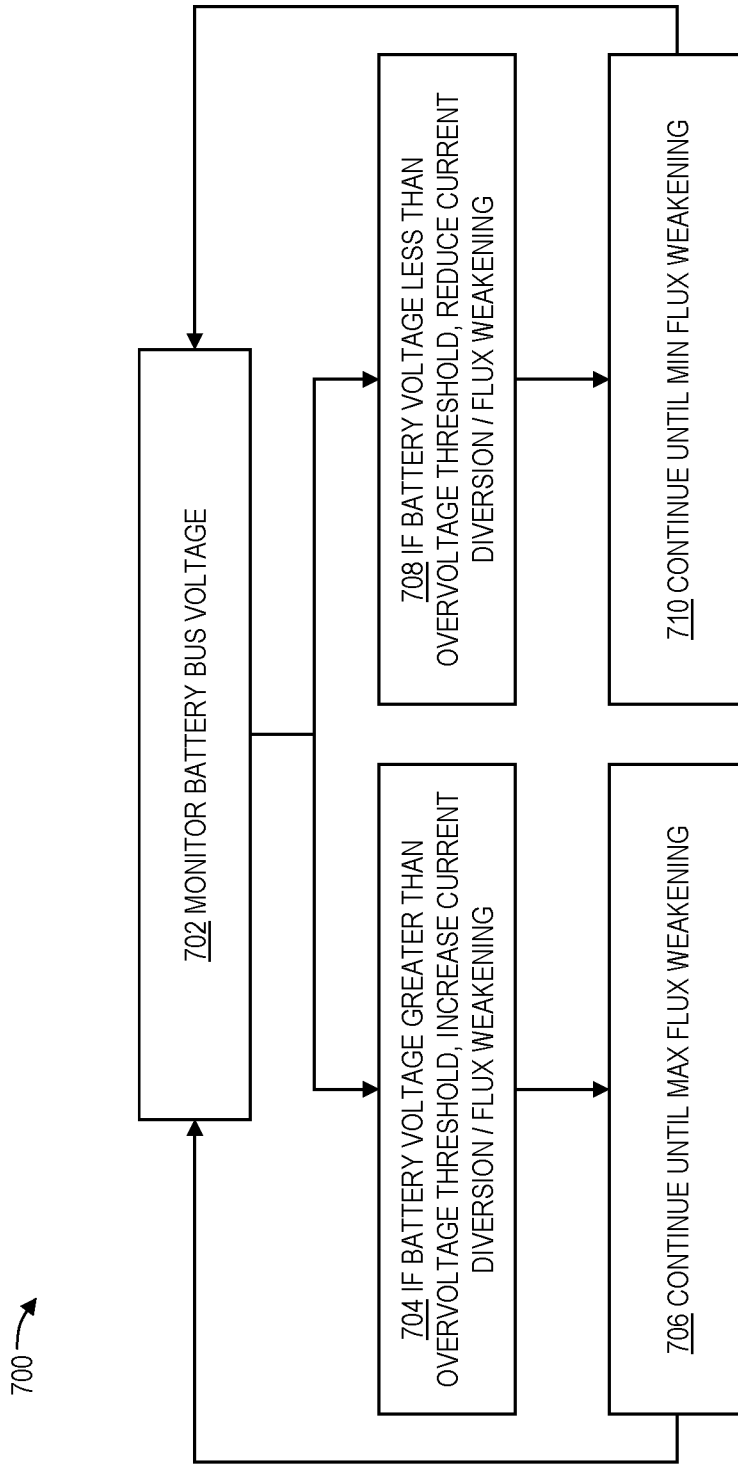 700
702 MONITOR BATTERY BUS VOLTAGE
704 IF BATTERY VOLTAGE GREATER THAN
OVERVOLTAGE THRESHOLD, INCREASE CURRENT
DIVERSION / FLUX WEAKENING
706 CONTINUE UNTIL MAX FLUX WEAKENING
708 IF BATTERY VOLTAGE LESS THAN
OVERVOLTAGE THRESHOLD, REDUCE CURRENT
DIVERSION / FLUX WEAKENING
710 CONTINUE UNTIL MIN FLUX WEAKENING